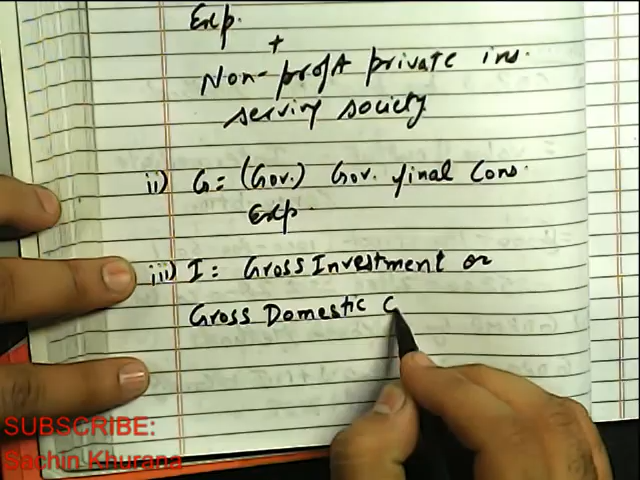 Exp.
+
Non-profit private ins.
serving society
ii) G = (Gov.) Gov. final Cons.
Exp.
iii) I = Gross Investment or
Gross Domestic C
SUBSCRIBE:
Sachin Khurana